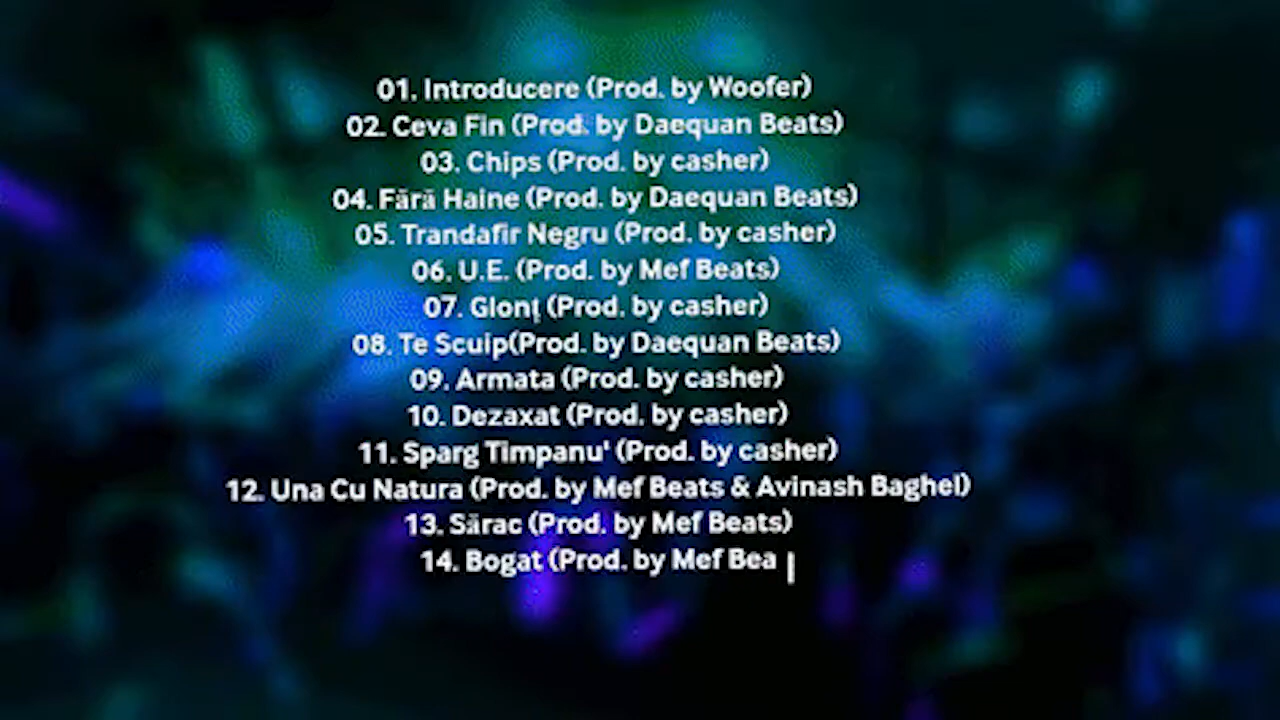 01. Introducere (Prod. by Woofer)
02. Ceva Fin (Prod. by Daequan Beats)
03. Chips (Prod. by casher)
04. Fără Haine (Prod. by Daequan Beats)
05. Trandafir Negru (Prod. by casher)
06. U.E. (Prod. by Mef Beats)
07. Glonț (Prod. by casher)
08. Te Scuip(Prod. by Daequan Beats)
09. Armata (Prod. by casher)
10. Dezaxat (Prod. by casher)
11. Sparg Timpanu' (Prod. by casher)
12. Una Cu Natura (Prod. by Mef Beats & Avinash Baghel)
13. Sărac (Prod. by Mef Beats)
14. Bogat (Prod. by Mef Bea